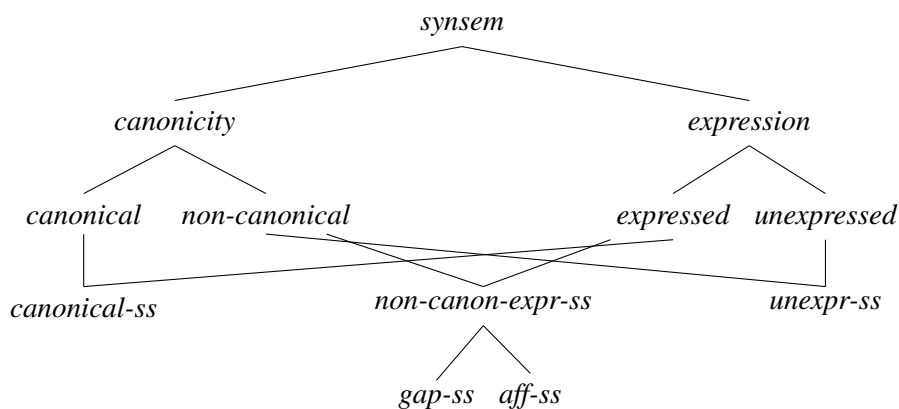 synsem
canonicity expression
canonical non-canonical expressed unexpressed
canonical-ss non-canon-expr-ss unexpr-ss
gap-ss aff-ss